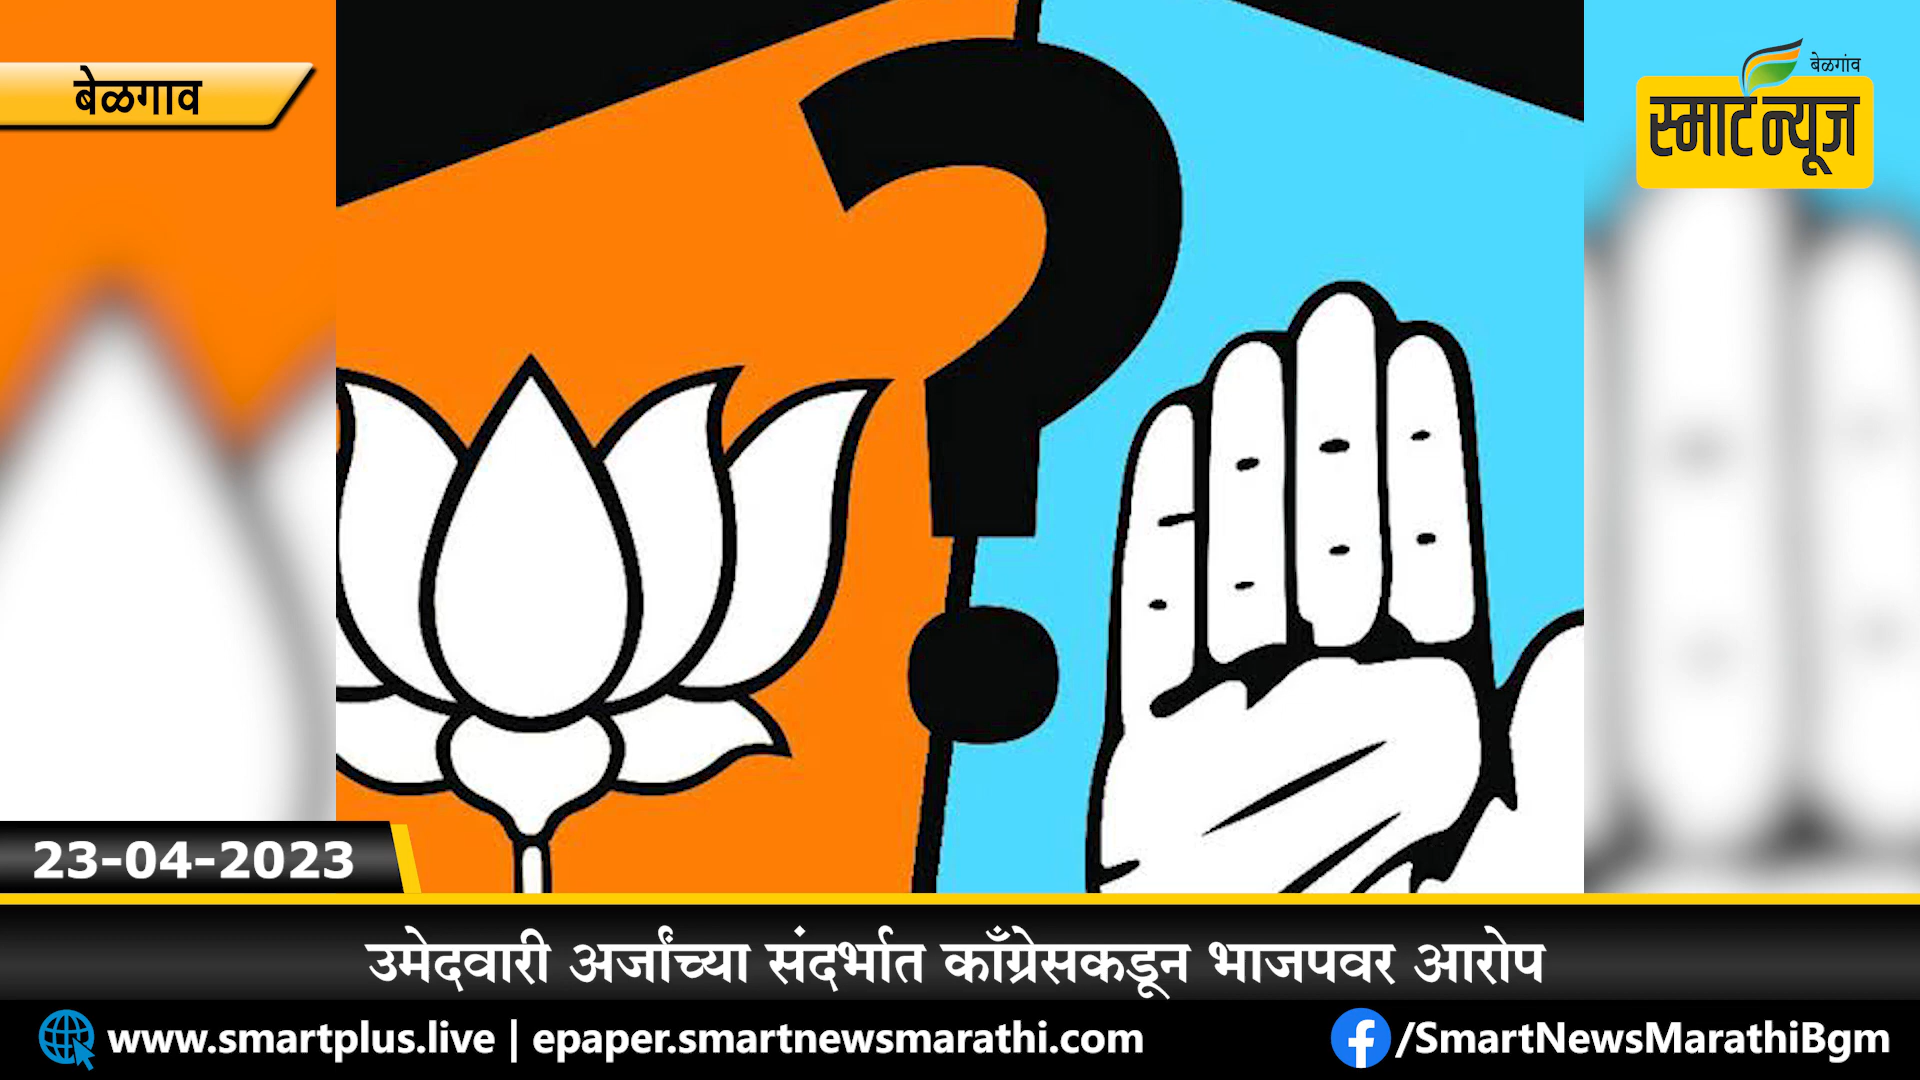 बेळगाव
बेळगांव
स्मार्ट न्यूज
23-04-2023
उमेदवारी अर्जांच्या संदर्भात काँग्रेसकडून भाजपवर आरोप
www.smartplus.live | epaper.smartnewsmarathi.com
/SmartNewsMarathiBgm